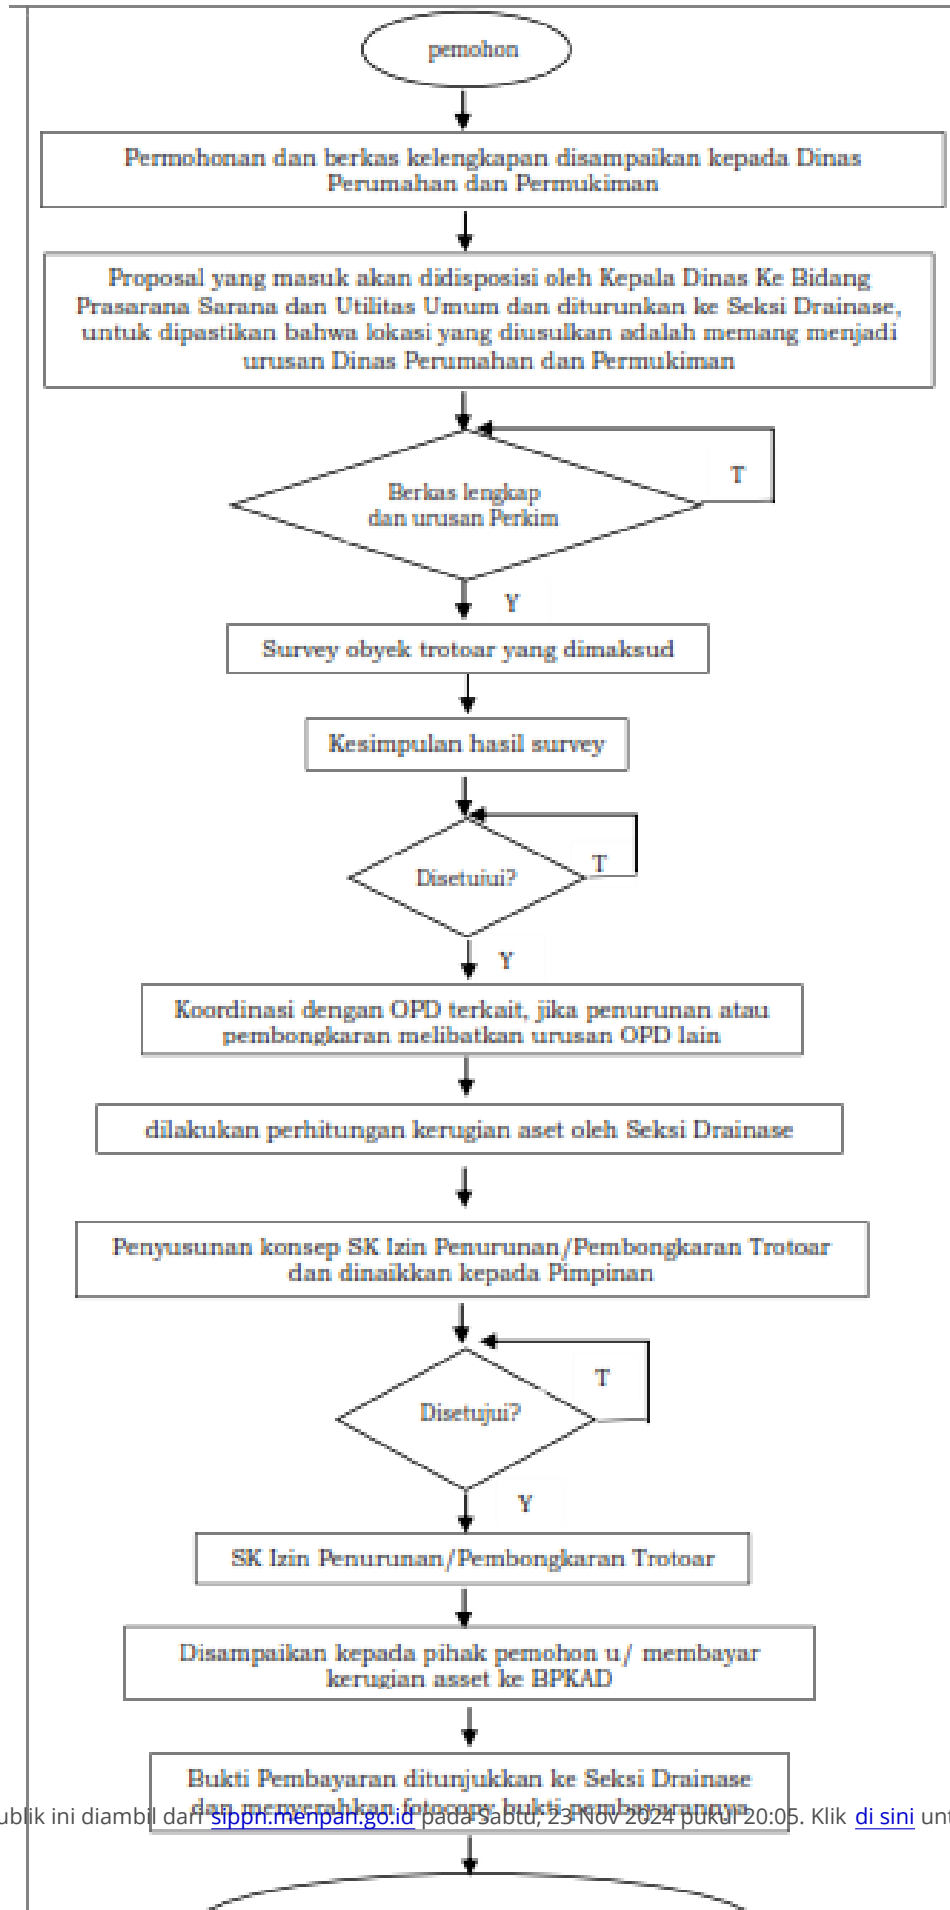 pemohon
Permohonan dan berkas kelengkapan disampaikan kepada Dinas
Perumahan dan Permukiman
Proposal yang masuk akan didisposisi oleh Kepala Dinas Ke Bidang
Prasarana Sarana dan Utilitas Umum dan diturunkan ke Seksi Drainase,
untuk dipastikan bahwa lokasi yang diusulkan adalah memang menjadi
urusan Dinas Perumahan dan Permukiman
T
Berkas lengkap
dan urusan Perkim
Y
Survey obyek trotoar yang dimaksud
Kesimpulan hasil survey
T
Disetujui?
Y
Koordinasi dengan OPD terkait, jika penurunan atau
pembongkaran melibatkan urusan OPD lain
dilakukan perhitungan kerugian aset oleh Seksi Drainase
Penyusunan konsep SK Izin Penurunan/Pembongkaran Trotoar
dan dinaikkan kepada Pimpinan
T
Disetujui?
Y
SK Izin Penurunan/Pembongkaran Trotoar
Disampaikan kepada pihak pemohon u/ membayar
kerugian asset ke BPKAD
Bukti Pembayaran ditunjukkan ke Seksi Drainase
dan menyerahkan fotocopy bukti pembayarannya
ublik ini diambil dari sippn.menpan.go.id pada Sabtu, 23 Nov 2024 pukul 20:05. Klik di sini unt